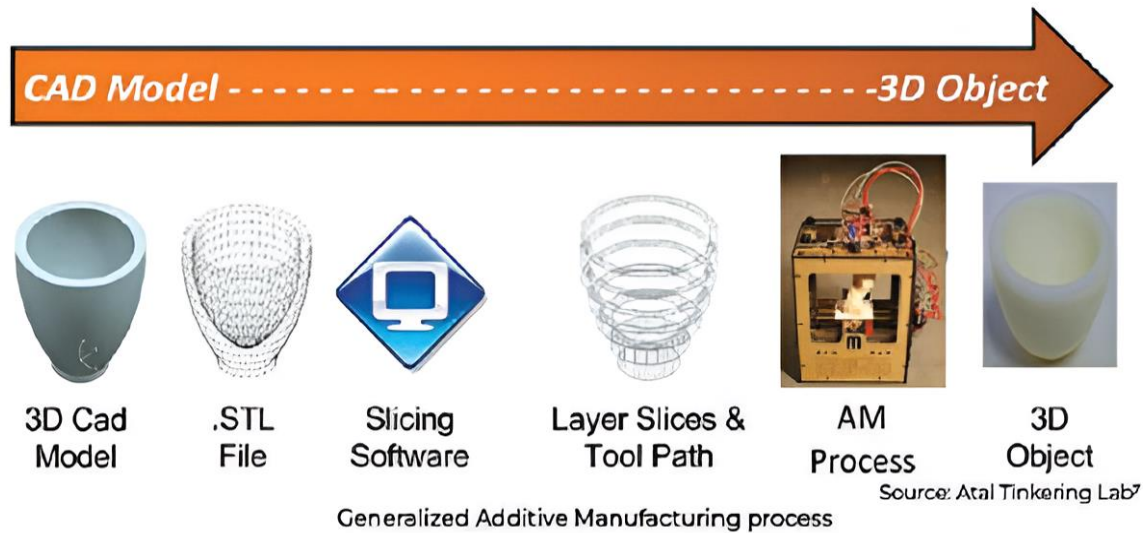 CAD Model - - - - - - - - - - - - - - - - - - - - - - - -3D Object
3D Cad
Model
.STL
File
Slicing
Software
Layer Slices &
Tool Path
AM
Process
3D
Object
Source: Atal Tinkering Lab⁷
Generalized Additive Manufacturing process